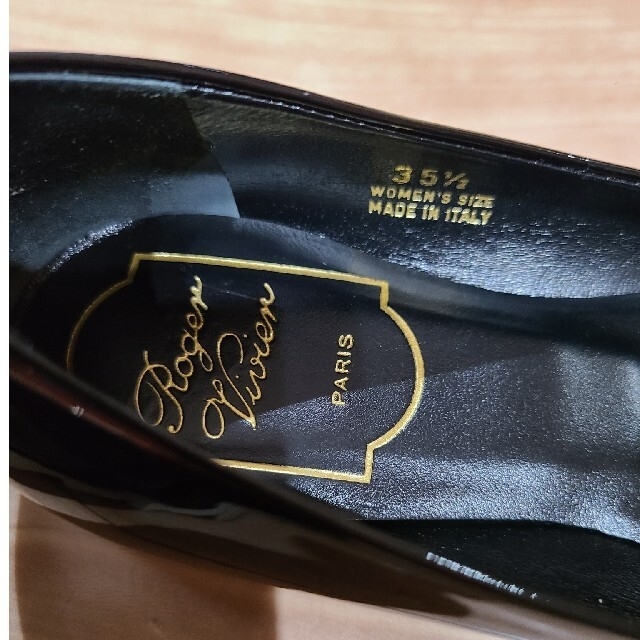 35½
WOMEN'S SIZE
MADE IN ITALY
Roger
Vivier
PARIS